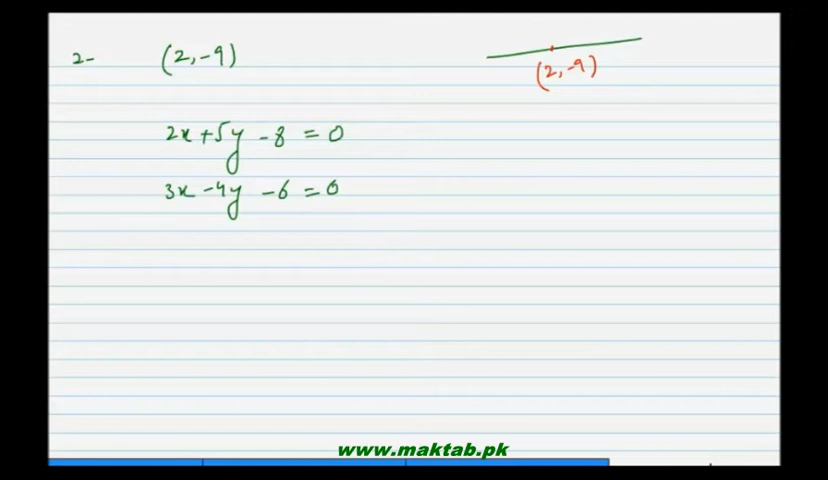 2- (2,-9)
(2,-9)
2x +5y -8 = 0
3x -4y -6 = 0
www.maktab.pk